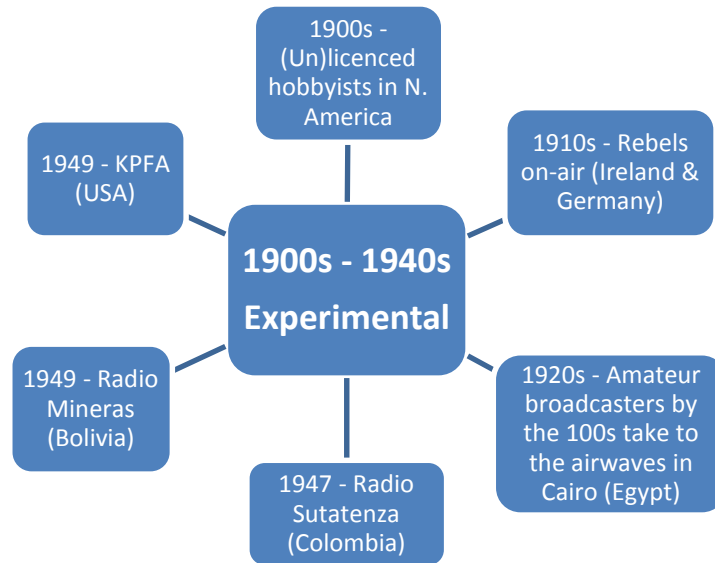 1900s -
(Un)licenced
hobbyists in N.
America
1910s - Rebels
on-air (Ireland &
Germany)
1920s - Amateur
broadcasters by
the 100s take to
the airwaves in
Cairo (Egypt)
1947 - Radio
Sutatenza
(Colombia)
1949 - Radio
Mineras
(Bolivia)
1949 - KPFA
(USA)
1900s - 1940s
Experimental